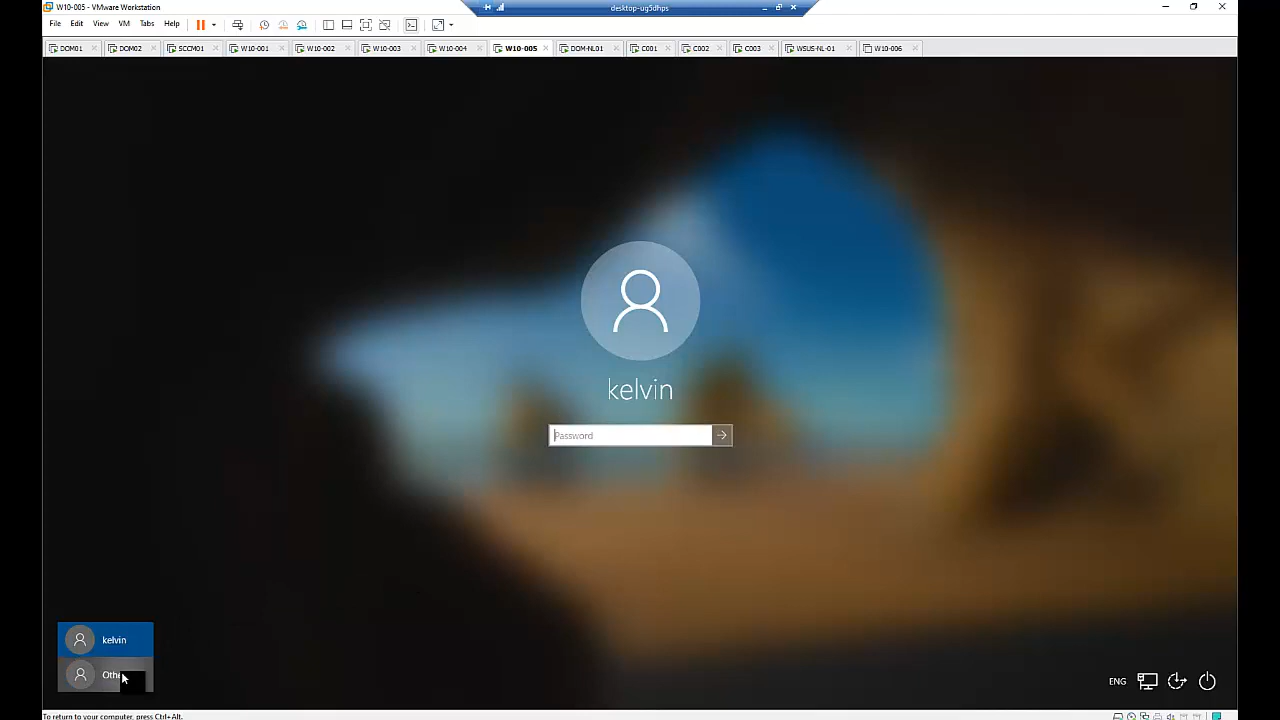 W10-005 - VMware Workstation
desktop-ug5dhps
File Edit View VM Tabs Help
DOM01 DOM02 SCCM01 W10-001 W10-002 W10-003 W10-004 W10-005 DOM-NL01 C001 C002 C003 WSUS-NL-01 W10-006
kelvin
Password
kelvin
ENG
To return to your computer, press Ctrl+Alt.